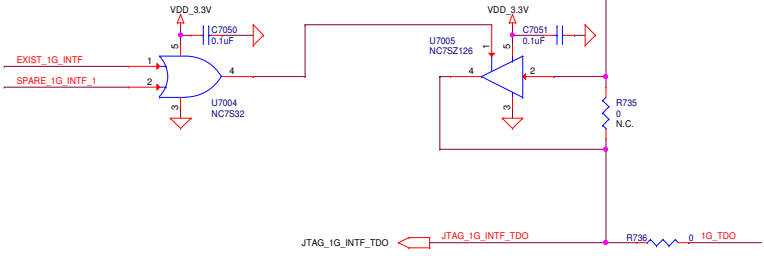 VDD_3.3V
VDD_3.3V
C7050
0.1uF
U7005
NC7SZ126
C7051
0.1uF
5
1
5
EXIST_1G_INTF
1
4
4
2
SPARE_1G_INTF_1
2
3
U7004
NC7S32
3
R735
0
N.C.
JTAG_1G_INTF_TDO
JTAG_1G_INTF_TDO
R736
0
1G_TDO